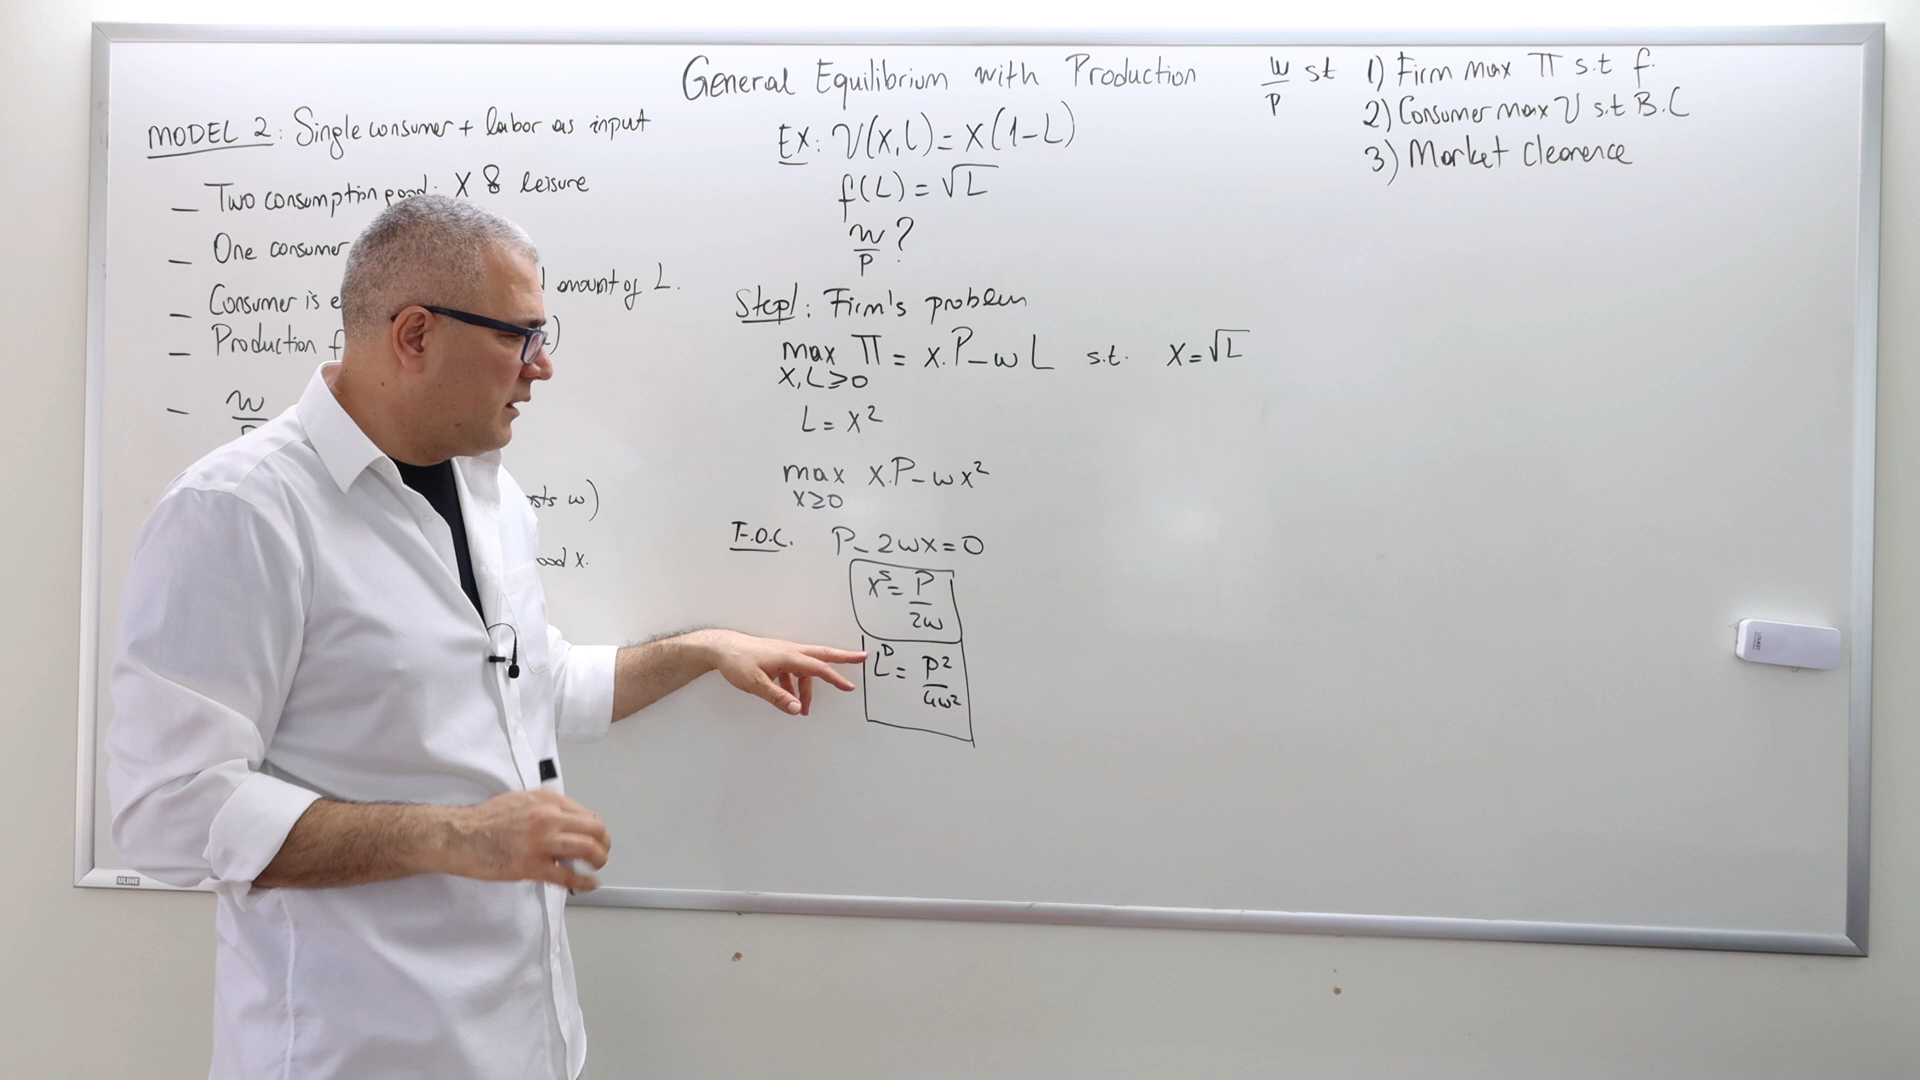 General Equilibrium with Production
MODEL 2: Single consumer + labor as input
— Two consumption good: X & leisure
— One consumer
— Consumer is amount of L.
— Production
— w
sts w)
ood x.
Ex: U(x,L) = x(1-L)
f(L) = √L
w/P ?
Step1: Firm's problem
max Π = x.P - wL s.t. x = √L
x, L ≥ 0
L = x²
max x.P - wx²
x ≥ 0
F.O.C. P - 2wx = 0
xˢ = P/2w
Lᴰ = P²/4w²
w/P st 1) Firm max Π s.t f.
2) Consumer max U s.t B.C
3) Market Clearence
ULINE